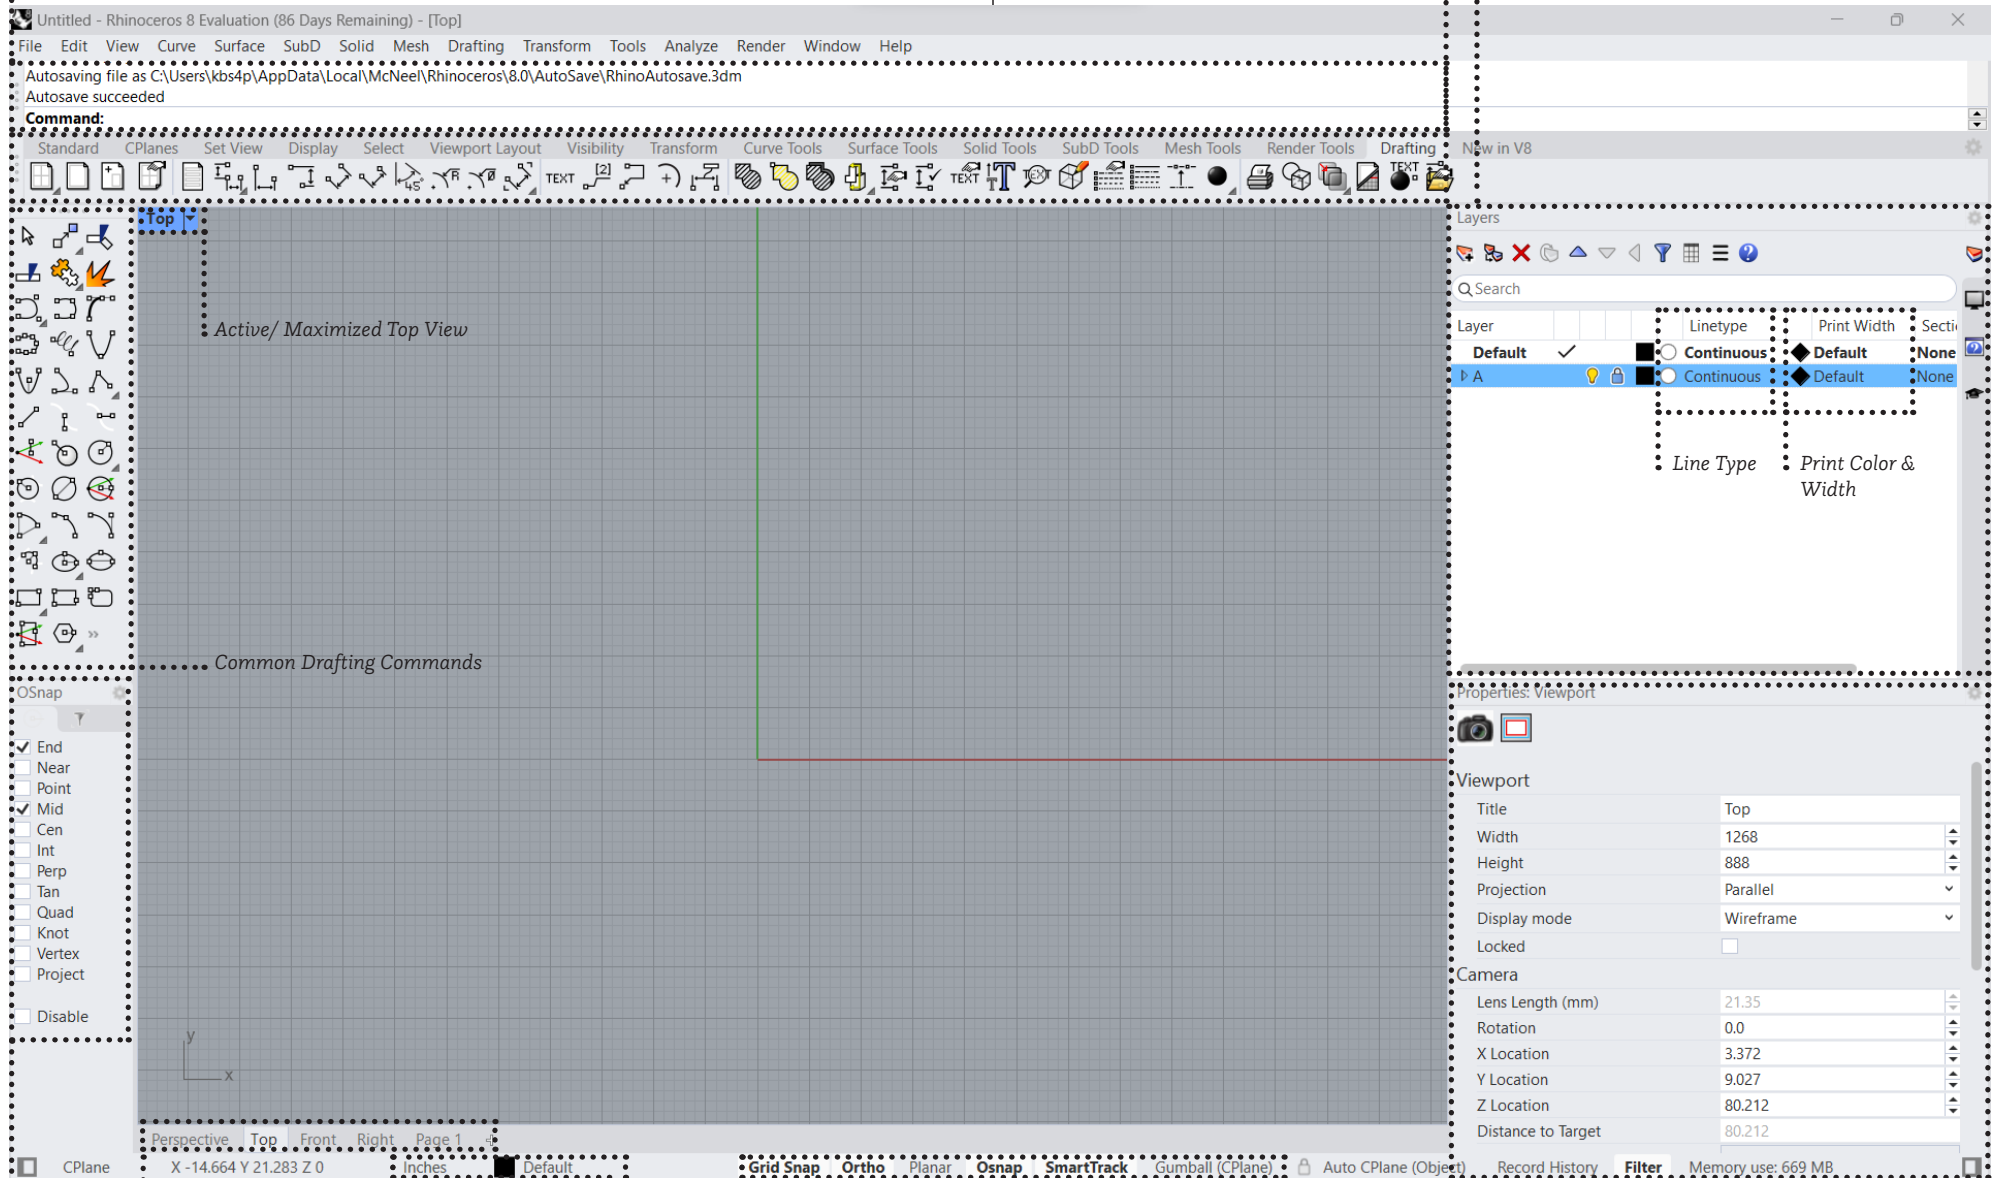 Untitled - Rhinoceros 8 Evaluation (86 Days Remaining) - [Top]
File Edit View Curve Surface SubD Solid Mesh Drafting Transform Tools Analyze Render Window Help
Autosaving file as C:\Users\kbs4p\AppData\Local\McNeel\Rhinoceros\8.0\AutoSave\RhinoAutosave.3dm
Autosave succeeded
Command:
Standard CPlanes Set View Display Select Viewport Layout Visibility Transform Curve Tools Surface Tools Solid Tools SubD Tools Mesh Tools Render Tools Drafting New in V8
45 R TEXT [2] TEXT T TEXT TEXT
Top
Active/ Maximized Top View
Common Drafting Commands
OSnap
End
Near
Point
Mid
Cen
Int
Perp
Tan
Quad
Knot
Vertex
Project
Disable
y
x
Layers
Search
Layer Linetype Print Width Secti
Default Continuous Default None
A Continuous Default None
Line Type
Print Color &
Width
Properties: Viewport
Viewport
Title Top
Width 1268
Height 888
Projection Parallel
Display mode Wireframe
Locked
Camera
Lens Length (mm) 21.35
Rotation 0.0
X Location 3.372
Y Location 9.027
Z Location 80.212
Distance to Target 80.212
Perspective Top Front Right Page 1
CPlane X -14.664 Y 21.283 Z 0 Inches Default Grid Snap Ortho Planar Osnap SmartTrack Gumball (CPlane) Auto CPlane (Object) Record History Filter Memory use: 669 MB